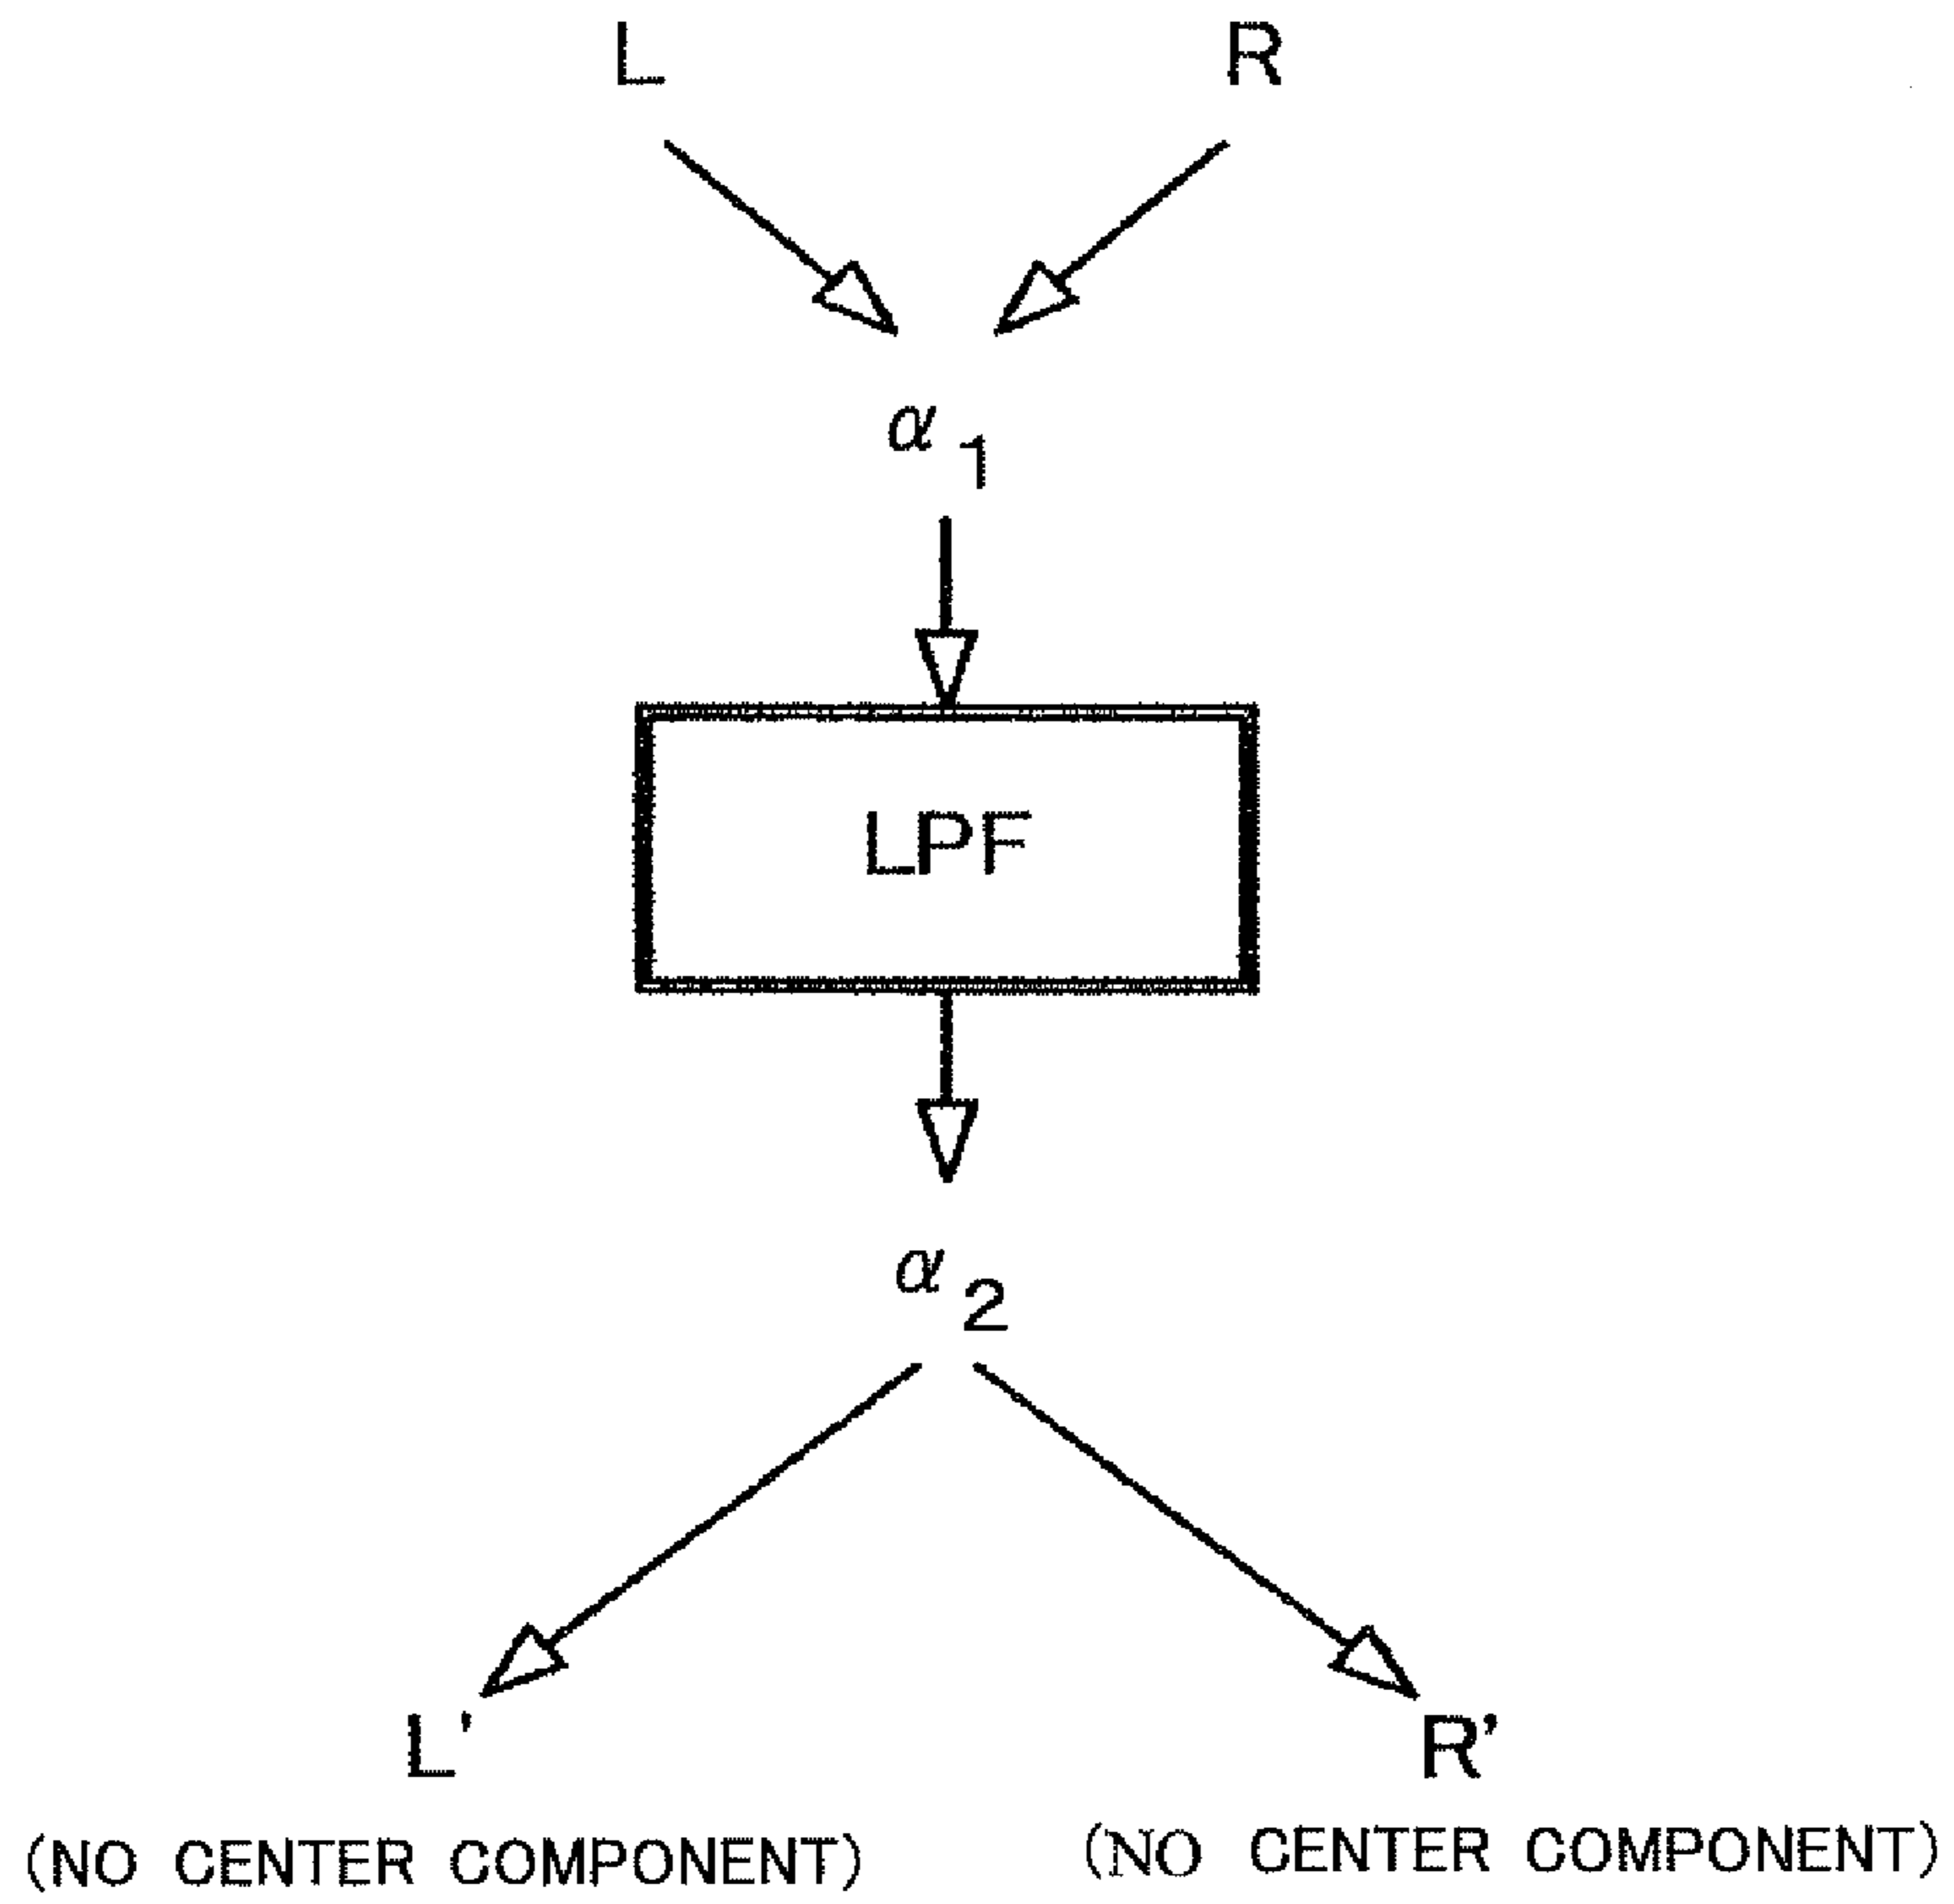 L R
α1
LPF
α2
L' R'
(NO CENTER COMPONENT) (NO CENTER COMPONENT)